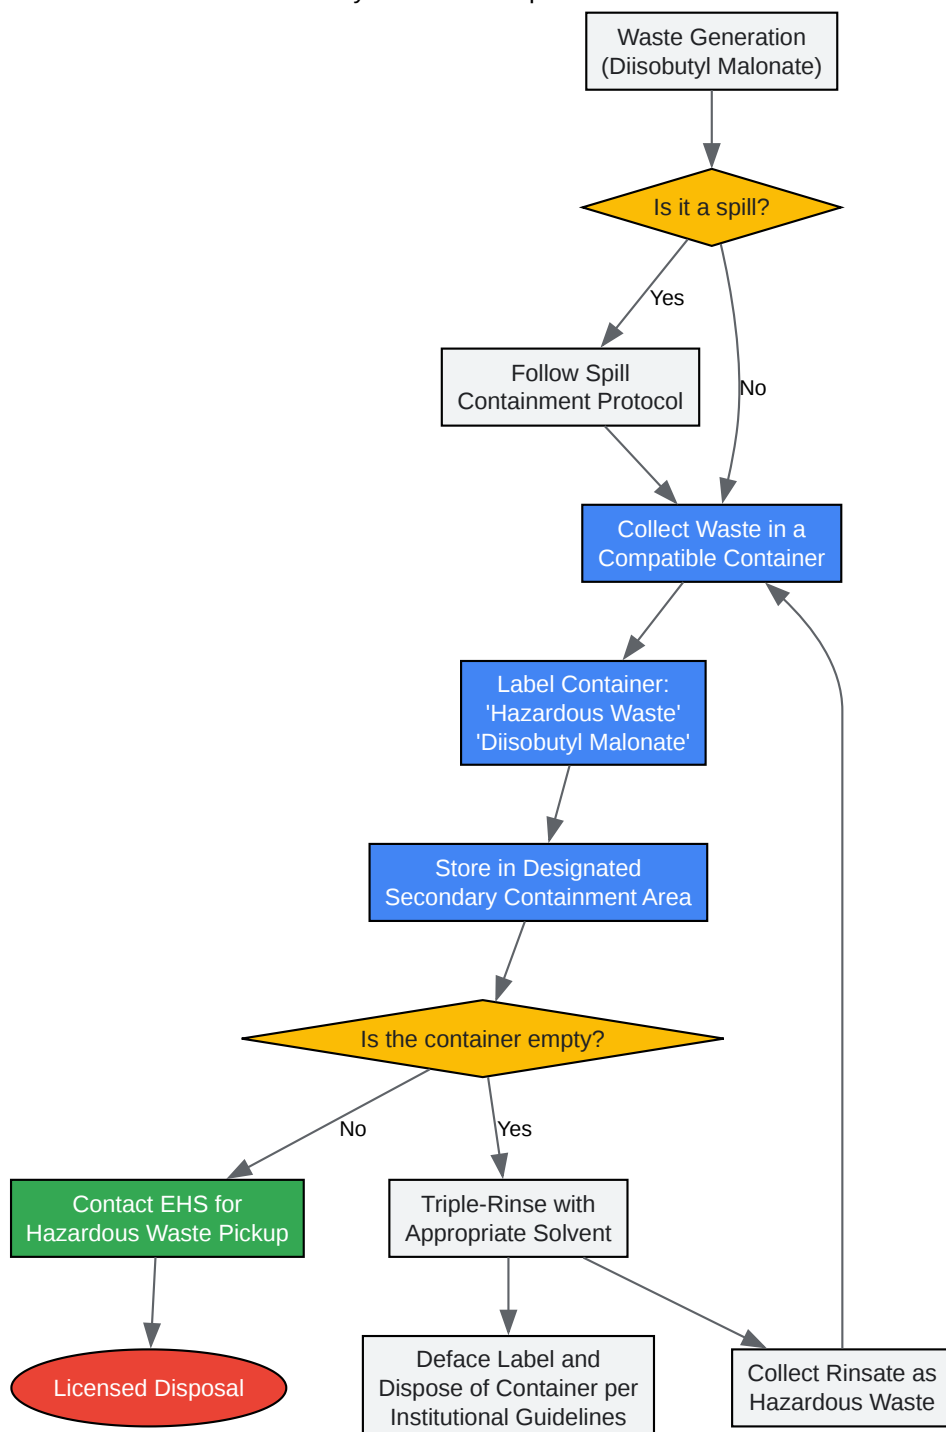 Waste Generation
(Diisobutyl Malonate)
Is it a spill?
Yes
Follow Spill
Containment Protocol
No
Collect Waste in a
Compatible Container
Label Container:
'Hazardous Waste'
'Diisobutyl Malonate'
Store in Designated
Secondary Containment Area
Is the container empty?
No
Yes
Contact EHS for
Hazardous Waste Pickup
Triple-Rinse with
Appropriate Solvent
Licensed Disposal
Deface Label and
Dispose of Container per
Institutional Guidelines
Collect Rinsate as
Hazardous Waste